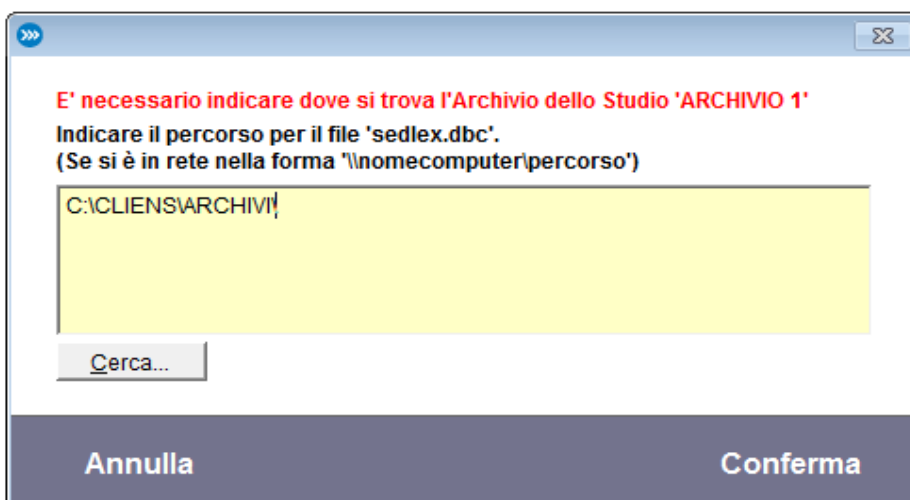 E' necessario indicare dove si trova l'Archivio dello Studio 'ARCHIVIO 1'
Indicare il percorso per il file 'sedlex.dbc'.
(Se si è in rete nella forma '\\nomecomputer\percorso')
C:\CLIENS\ARCHIVI\
Cerca...
Annulla
Conferma